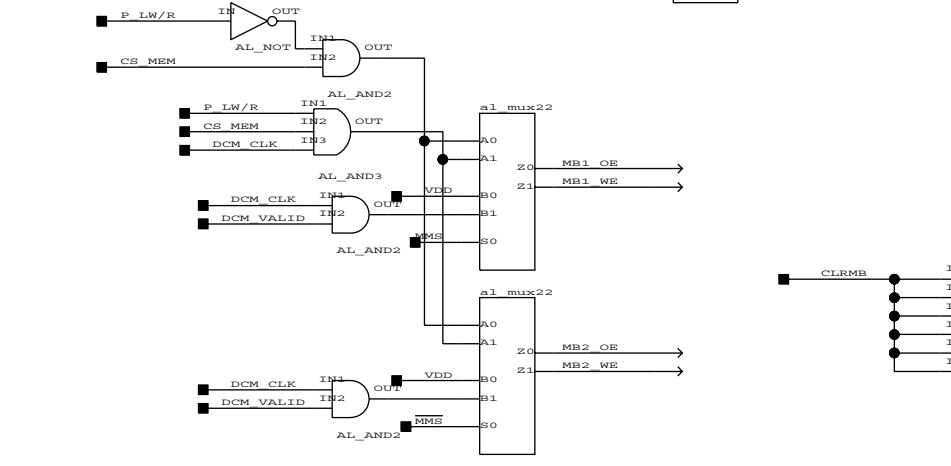 P_LW/R
IN
OUT
AL_NOT
IN1
OUT
CS_MEM
IN2
AL_AND2
P_LW/R
IN1
CS_MEM
IN2
OUT
DCM_CLK
IN3
AL_AND3
al_mux22
A0
A1
Z0
MB1_OE
Z1
MB1_WE
DCM_CLK
IN1
OUT
VDD
B0
DCM_VALID
IN2
B1
AL_AND2
MMS
S0
CLRMB
al_mux22
A0
A1
Z0
MB2_OE
Z1
MB2_WE
DCM_CLK
IN1
OUT
VDD
B0
DCM_VALID
IN2
B1
AL_AND2
MMS
S0